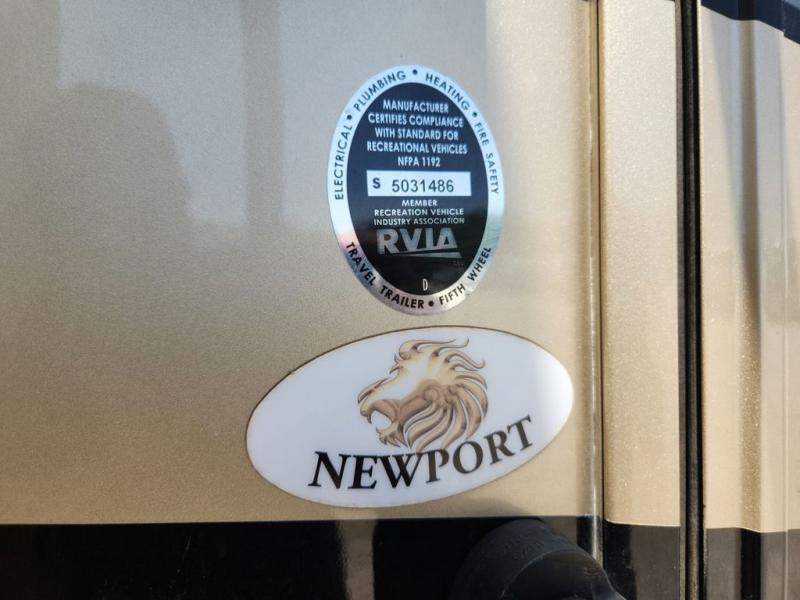 ELECTRICAL • PLUMBING • HEATING • FIRE SAFETY
MANUFACTURER
CERTIFIES COMPLIANCE
WITH STANDARD FOR
RECREATIONAL VEHICLES
NFPA 1192
S 5031486
MEMBER
RECREATION VEHICLE
INDUSTRY ASSOCIATION
RVIA
D
TRAVEL TRAILER • FIFTH WHEEL
NEWPORT